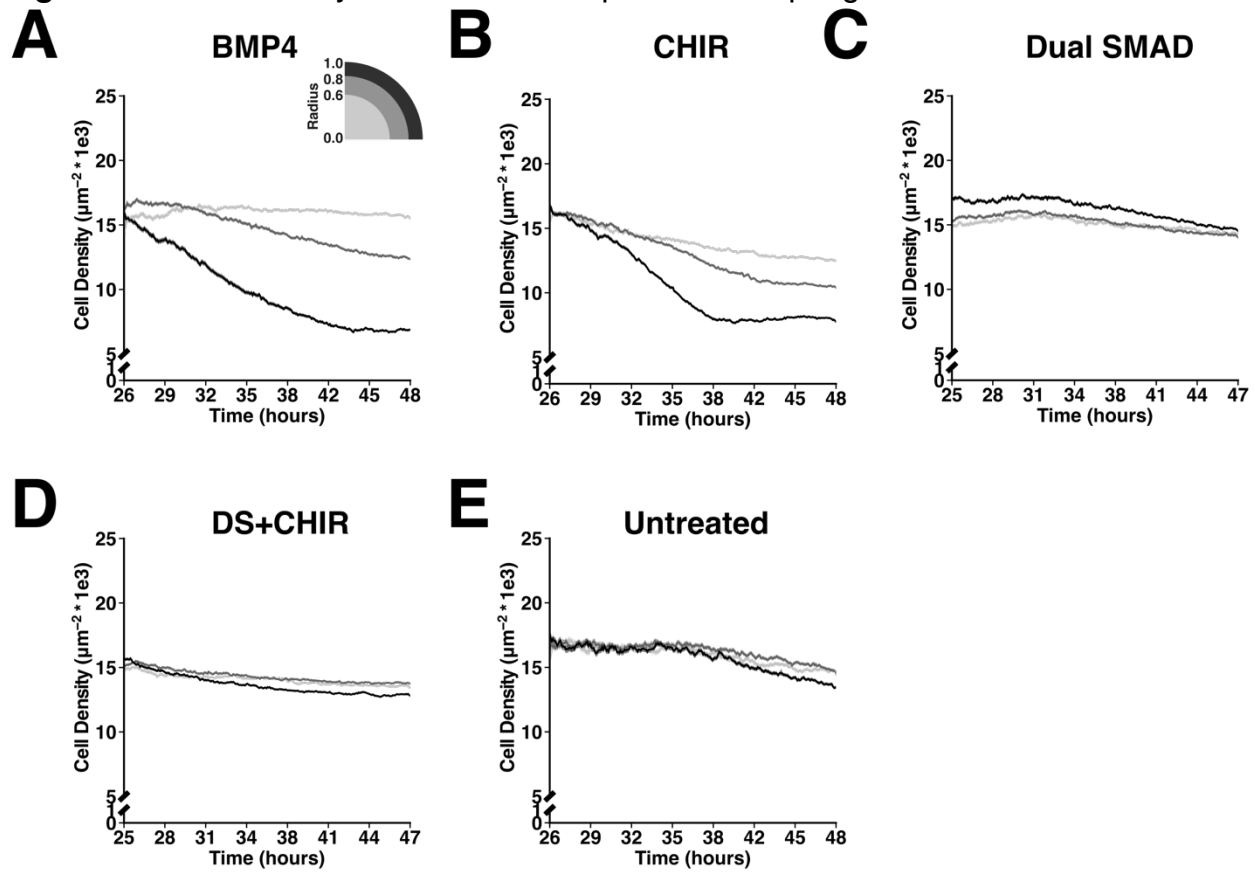 A
BMP4
1.0
0.8
0.6
0.0
Radius
25
20
15
10
5
1
0
Cell Density (µm⁻² * 1e3)
26 29 32 35 38 42 45 48
Time (hours)
B
CHIR
25
20
15
10
5
1
0
Cell Density (µm⁻² * 1e3)
26 29 32 35 38 42 45 48
Time (hours)
C
Dual SMAD
25
20
15
10
5
1
0
Cell Density (µm⁻² * 1e3)
25 28 31 34 38 41 44 47
Time (hours)
D
DS+CHIR
25
20
15
10
5
1
0
Cell Density (µm⁻² * 1e3)
25 28 31 34 38 41 44 47
Time (hours)
E
Untreated
25
20
15
10
5
1
0
Cell Density (µm⁻² * 1e3)
26 29 32 35 38 42 45 48
Time (hours)